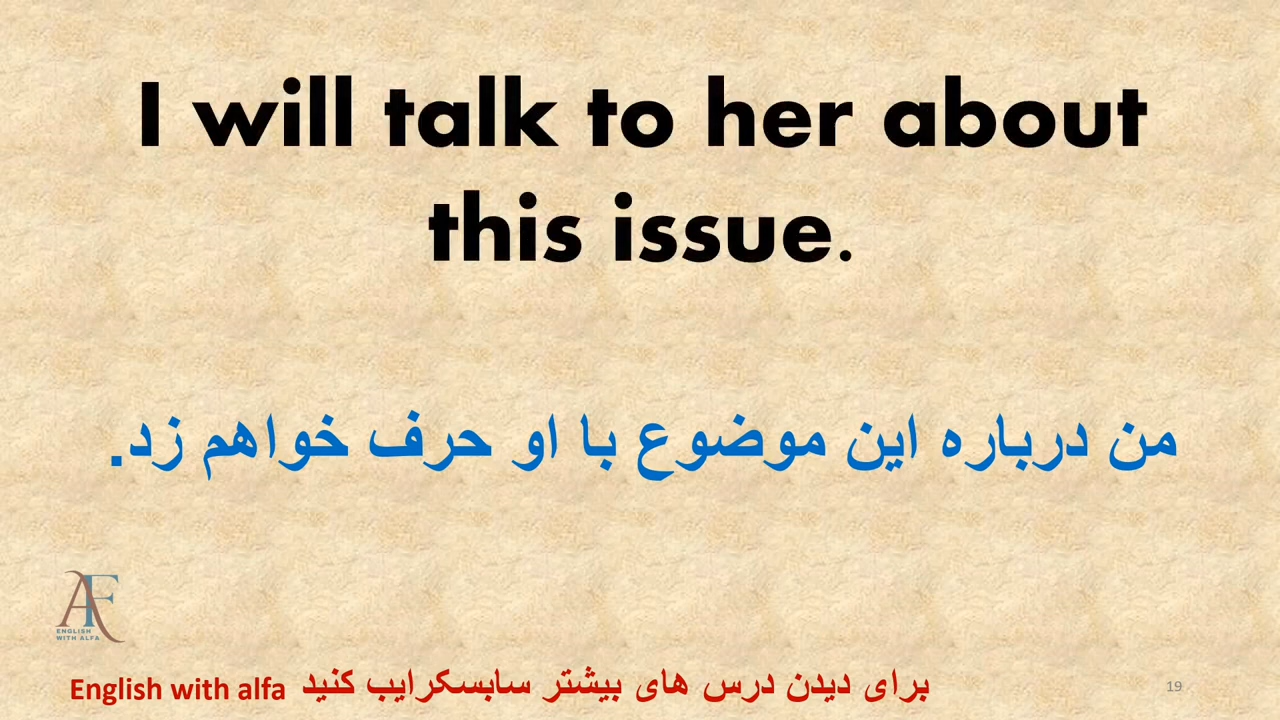 I will talk to her about
this issue.
من درباره این موضوع با او حرف خواهم زد.
ENGLISH
WITH ALFA
برای دیدن درس های بیشتر سابسکرایب کنید English with alfa
19